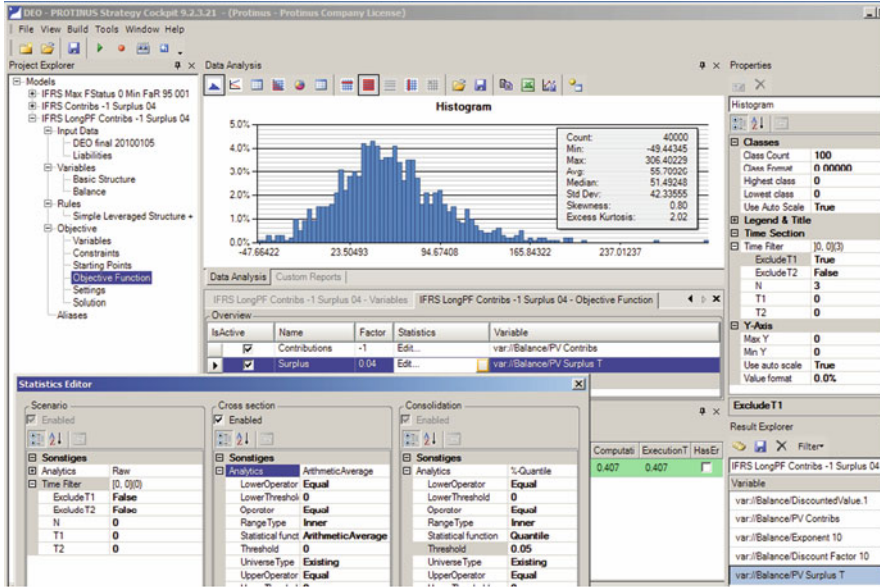 DEO - PROTINUS Strategy Cockpit 9.2.3.21 - (Protinus - Protinus Company License)
File View Build Tools Window Help
Project Explorer
Models
IFRS Max FStatus 0 Min FaR 95 001
IFRS Contribs -1 Surplus 04
IFRS LongPF Contribs -1 Surplus 04
Input Data
DEO final 20100105
Liabilities
Variables
Basic Structure
Balance
Rules
Simple Leveraged Structure +
Objective
Variables
Constraints
Starting Points
Objective Function
Settings
Solution
Aliases
Data Analysis
Histogram
5.0%
4.0%
3.0%
2.0%
1.0%
0.0%
-47.66422 23.50493 94.67408 165.84322 237.01237
Count: 40000
Min: -49.44345
Max: 306.40229
Avg: 55.70920
Median: 51.49248
Std Dev: 42.33555
Skewness: 0.80
Excess Kurtosis: 2.02
Data Analysis Custom Reports
IFRS LongPF Contribs -1 Surplus 04 - Variables IFRS LongPF Contribs -1 Surplus 04 - Objective Function
Overview
IsActive Name Factor Statistics Variable
Contributions -1 Edit... var://Balance/PV Contribs
Surplus 0.04 Edit... var://Balance/PV Surplus T
Computati ExecutionT HasEr
0.407 0.407
Statistics Editor
Scenario
Enabled
Sonstiges
Analytics Raw
Time Filter [0, 0](0)
ExcludeT1 False
ExcludeT2 False
N 0
T1 0
T2 0
Cross section
Enabled
Sonstiges
Analytics ArithmeticAverage
LowerOperator Equal
LowerThreshol 0
Operator Equal
RangeType Inner
Statistical funct ArithmeticAverage
Threshold 0
UniverseType Existing
UpperOperator Equal
Consolidation
Enabled
Sonstiges
Analytics %-Quantile
LowerOperator Equal
LowerThreshold 0
Operator Equal
RangeType Inner
Statistical function Quantile
Threshold 0.05
UniverseType Existing
UpperOperator Equal
Properties
Histogram
Classes
Class Count 100
Class Format 0.00000
Highest class 0
Lowest class 0
Use Auto Scale True
Legend & Title
Time Section
Time Filter ]0, 0](3)
ExcludeT1 True
ExcludeT2 False
N 3
T1 0
T2 0
Y-Axis
Max Y 0
Min Y 0
Use auto scale True
Value format 0.0%
ExcludeT1
Result Explorer
Filter
IFRS LongPF Contribs -1 Surplus 04
Variable
var://Balance/DiscountedValue.1
var://Balance/PV Contribs
var://Balance/Exponent 10
var://Balance/Discount Factor 10
var://Balance/PV Surplus T